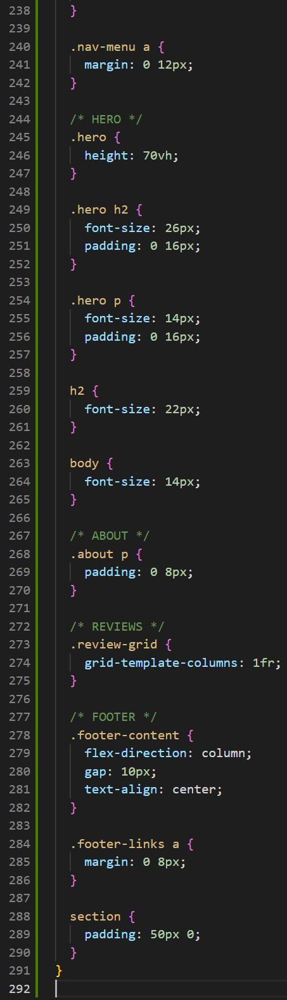 238 }
239
240 .nav-menu a {
241 margin: 0 12px;
242 }
243
244 /* HERO */
245 .hero {
246 height: 70vh;
247 }
248
249 .hero h2 {
250 font-size: 26px;
251 padding: 0 16px;
252 }
253
254 .hero p {
255 font-size: 14px;
256 padding: 0 16px;
257 }
258
259 h2 {
260 font-size: 22px;
261 }
262
263 body {
264 font-size: 14px;
265 }
266
267 /* ABOUT */
268 .about p {
269 padding: 0 8px;
270 }
271
272 /* REVIEWS */
273 .review-grid {
274 grid-template-columns: 1fr;
275 }
276
277 /* FOOTER */
278 .footer-content {
279 flex-direction: column;
280 gap: 10px;
281 text-align: center;
282 }
283
284 .footer-links a {
285 margin: 0 8px;
286 }
287
288 section {
289 padding: 50px 0;
290 }
291 }
292